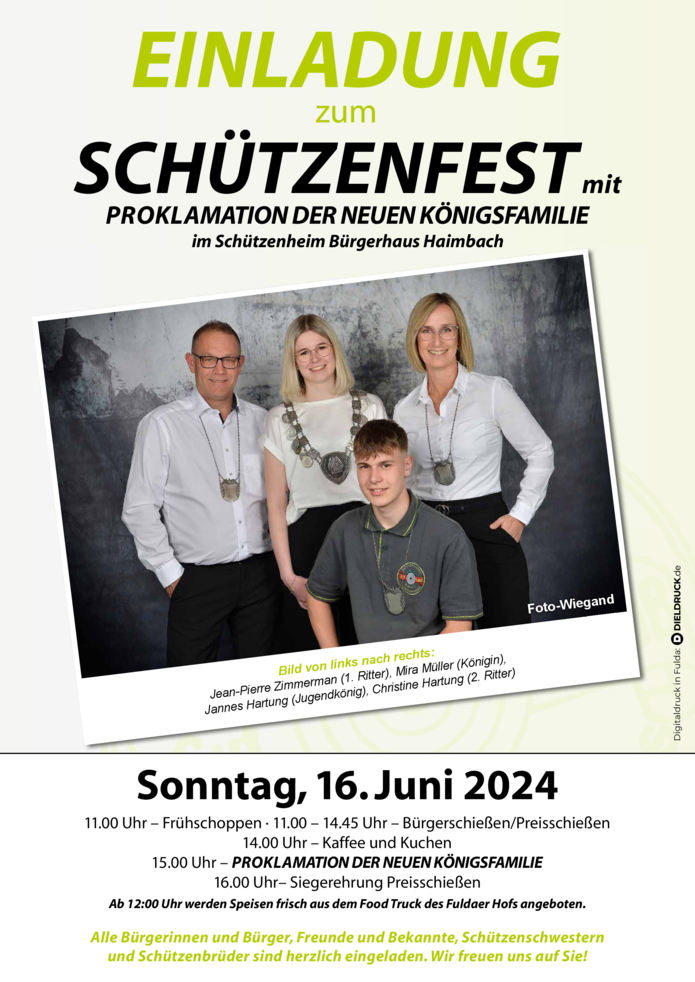 EINLADUNG
zum
SCHÜTZENFEST mit
PROKLAMATION DER NEUEN KÖNIGSFAMILIE
im Schützenheim Bürgerhaus Haimbach
Foto-Wiegand
Bild von links nach rechts:
Jean-Pierre Zimmerman (1. Ritter), Mira Müller (Königin),
Jannes Hartung (Jugendkönig), Christine Hartung (2. Ritter)
Digitaldruck in Fulda: DIELDRUCK.de
Sonntag, 16. Juni 2024
11.00 Uhr – Frühschoppen · 11.00 – 14.45 Uhr – Bürgerschießen/Preisschießen
14.00 Uhr – Kaffee und Kuchen
15.00 Uhr – PROKLAMATION DER NEUEN KÖNIGSFAMILIE
16.00 Uhr– Siegerehrung Preisschießen
Ab 12:00 Uhr werden Speisen frisch aus dem Food Truck des Fuldaer Hofs angeboten.
Alle Bürgerinnen und Bürger, Freunde und Bekannte, Schützenschwestern
und Schützenbrüder sind herzlich eingeladen. Wir freuen uns auf Sie!